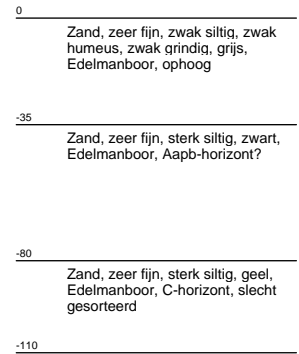 0
Zand, zeer fijn, zwak siltig, zwak
humeus, zwak grindig, grijs,
Edelmanboor, ophoog
-35
Zand, zeer fijn, sterk siltig, zwart,
Edelmanboor, Aapb-horizont?
-80
Zand, zeer fijn, sterk siltig, geel,
Edelmanboor, C-horizont, slecht
gesorteerd
-110